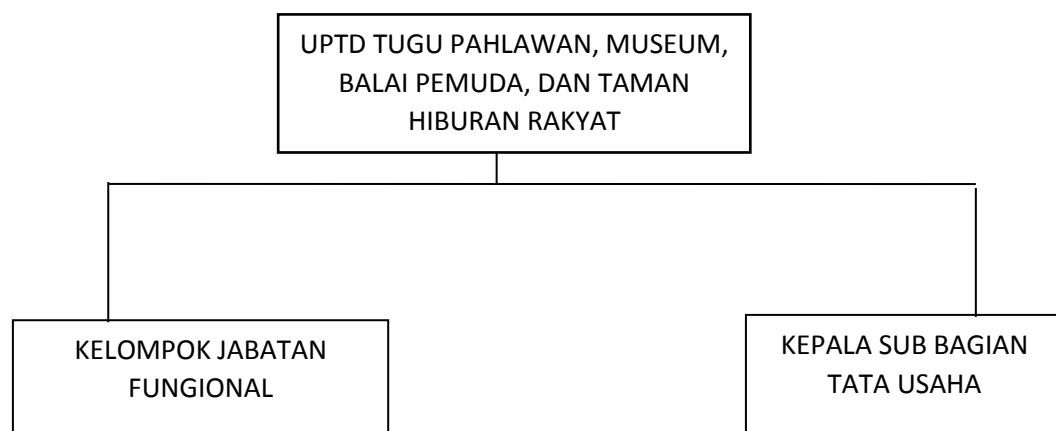 UPTD TUGU PAHLAWAN, MUSEUM,
BALAI PEMUDA, DAN TAMAN
HIBURAN RAKYAT
KELOMPOK JABATAN
FUNGIONAL
KEPALA SUB BAGIAN
TATA USAHA